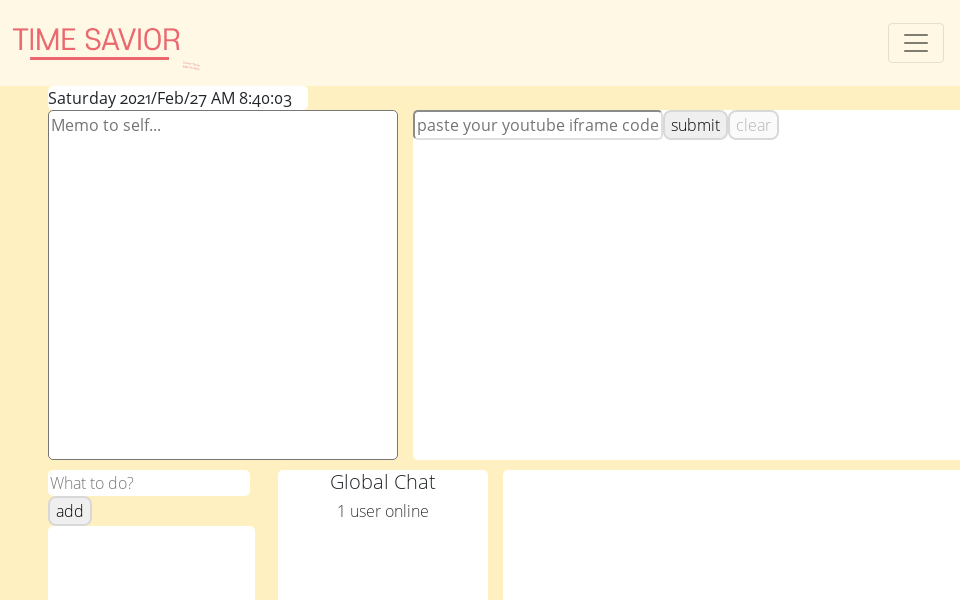 TIME SAVIOR
Saturday 2021/Feb/27 AM 8:40:03
Memo to self...
paste your youtube iframe code
submit
clear
What to do?
add
Global Chat
1 user online